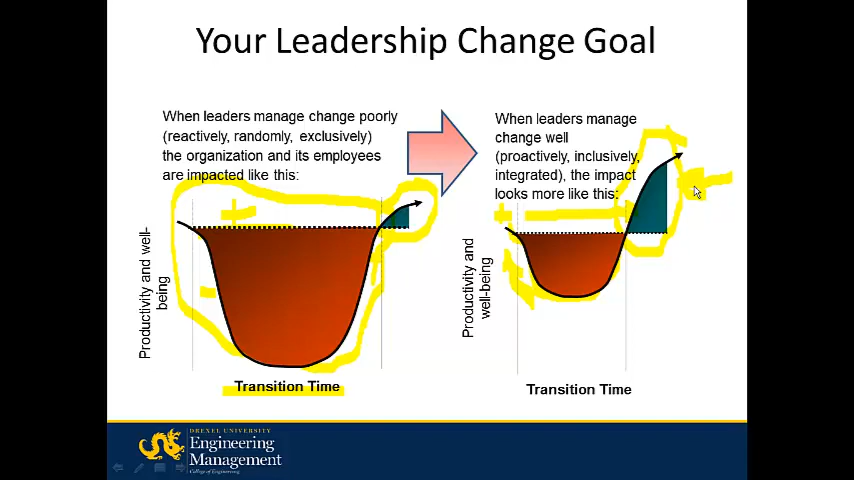 Your Leadership Change Goal
When leaders manage change poorly
(reactively, randomly, exclusively)
the organization and its employees
are impacted like this:
When leaders manage
change well
(proactively, inclusively,
integrated), the impact
looks more like this:
Productivity and well-
being
Transition Time
Productivity and
well-being
Transition Time
DREXEL UNIVERSITY
Engineering
Management
College of Engineering